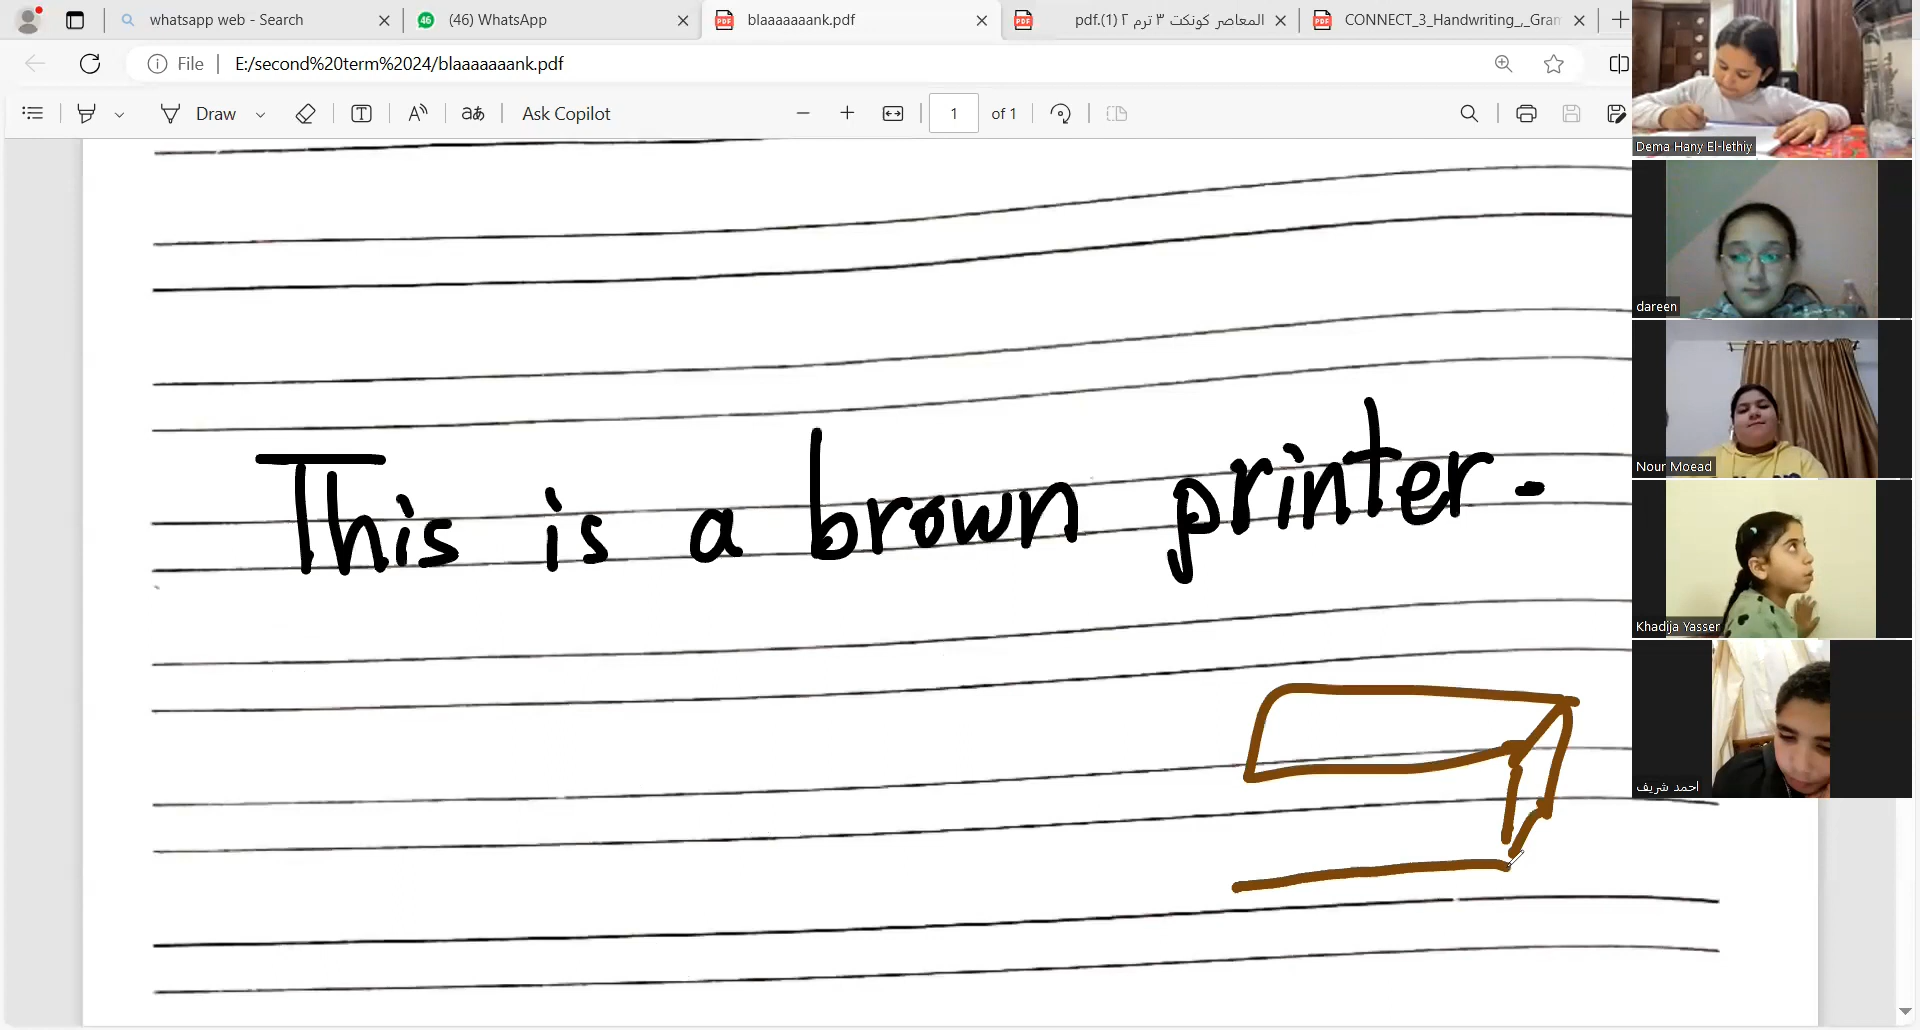 whatsapp web - Search
(46) WhatsApp
blaaaaaaank.pdf
المعاصر كونكت ٣ ترم ٢ (1).pdf
CONNECT_3_Handwriting_,_Gran
File
E:/second%20term%2024/blaaaaaaank.pdf
Draw
aあ
Ask Copilot
1 of 1
This is a brown printer.
Dema Hany El-lethiy
dareen
Nour Moead
Khadija Yasser
احمد شريف